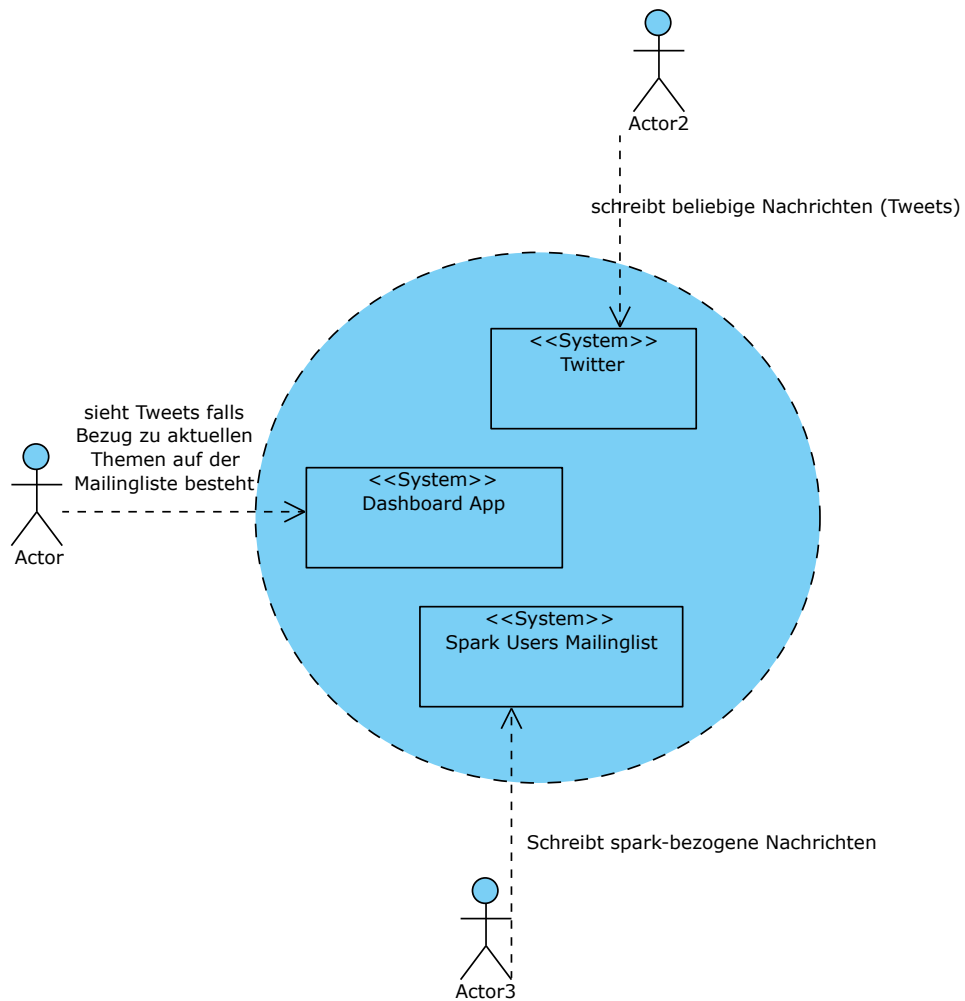 Actor2
schreibt beliebige Nachrichten (Tweets)
<<System>>
Twitter
sieht Tweets falls
Bezug zu aktuellen
Themen auf der
Mailingliste besteht
Actor
<<System>>
Dashboard App
<<System>>
Spark Users Mailinglist
Schreibt spark-bezogene Nachrichten
Actor3